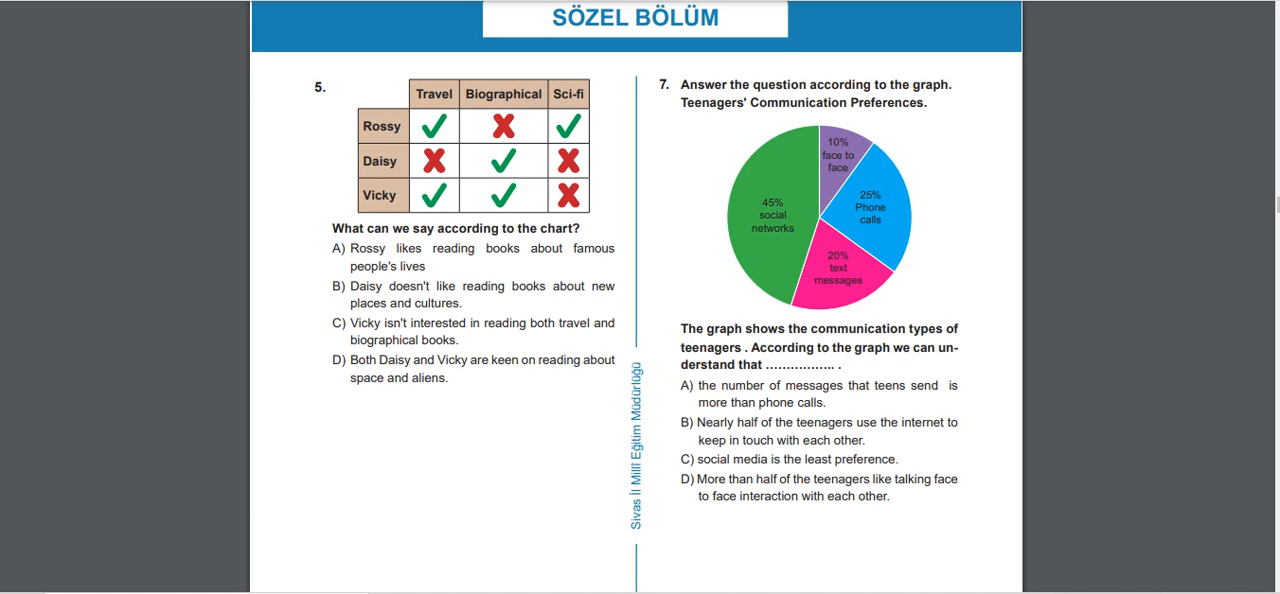 SÖZEL BÖLÜM
5.
Travel Biographical Sci-fi
Rossy
Daisy
Vicky
What can we say according to the chart?
A) Rossy likes reading books about famous
people's lives
B) Daisy doesn't like reading books about new
places and cultures.
C) Vicky isn't interested in reading both travel and
biographical books.
D) Both Daisy and Vicky are keen on reading about
space and aliens.
Sivas İl Millî Eğitim Müdürlüğü
7. Answer the question according to the graph.
Teenagers' Communication Preferences.
10%
face to
face
25%
Phone
calls
45%
social
networks
20%
text
messages
The graph shows the communication types of
teenagers . According to the graph we can un-
derstand that ................. .
A) the number of messages that teens send is
more than phone calls.
B) Nearly half of the teenagers use the internet to
keep in touch with each other.
C) social media is the least preference.
D) More than half of the teenagers like talking face
to face interaction with each other.